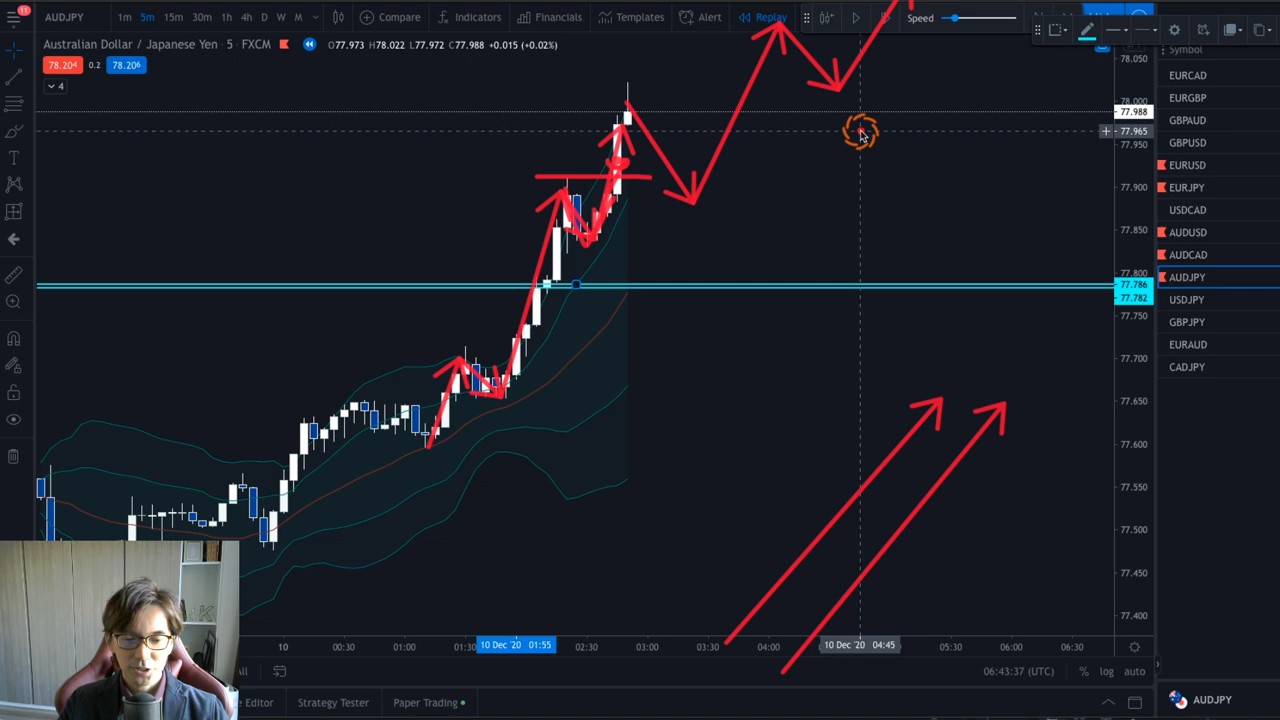 11
AUDJPY 1m 5m 15m 30m 1h 4h D W M Compare Indicators Financials Templates Alert Replay Speed
Australian Dollar / Japanese Yen · 5 · FXCM O77.973 H78.022 L77.972 C77.988 +0.015 (+0.02%)
78.204 0.2 78.206
4
Symbol
EURCAD
EURGBP
GBPAUD
GBPUSD
EURUSD
EURJPY
USDCAD
AUDUSD
AUDCAD
AUDJPY
USDJPY
GBPJPY
EURAUD
CADJPY
78.050
78.000
77.988
77.965
77.950
77.900
77.850
77.800
77.786
77.782
77.750
77.700
77.650
77.600
77.550
77.500
77.450
77.400
10 00:30 01:00 01:30 10 Dec '20 01:55 02:30 03:00 03:30 04:00 10 Dec '20 04:45 05:30 06:00 06:30
All 06:43:37 (UTC) % log auto
e Editor Strategy Tester Paper Trading AUDJPY